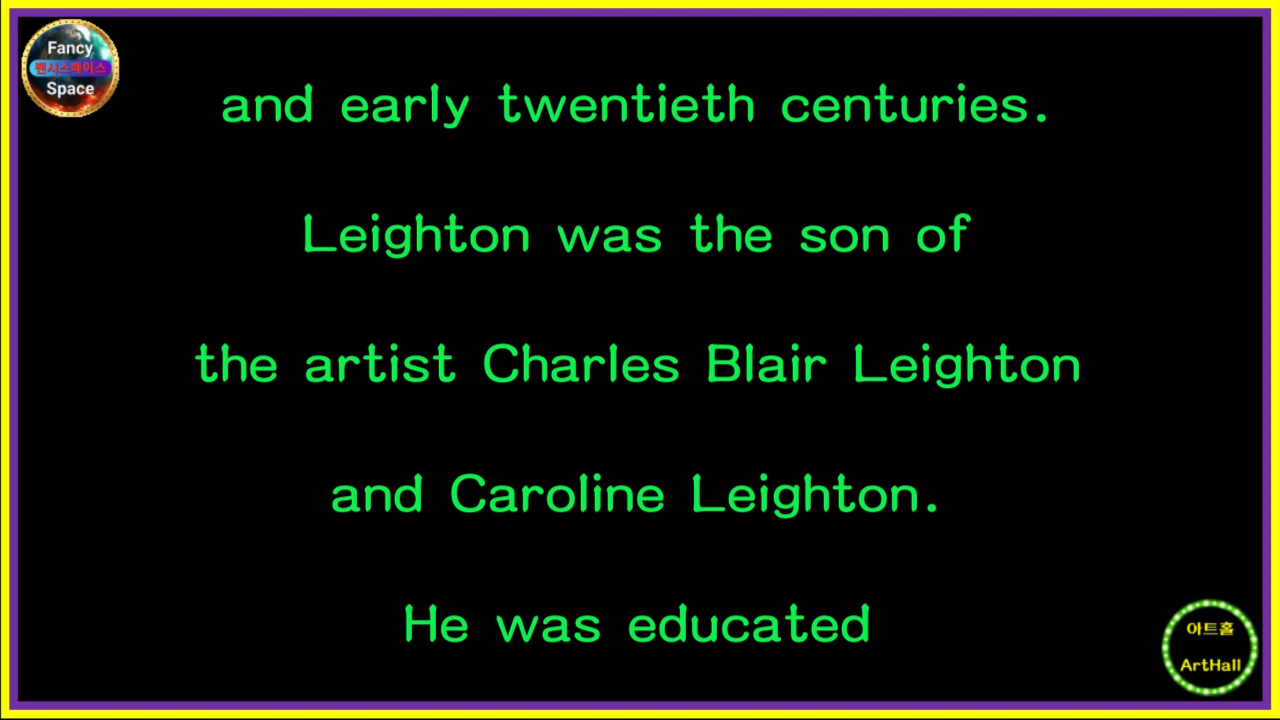 Fancy
팬시스페이스
Space
and early twentieth centuries.
Leighton was the son of
the artist Charles Blair Leighton
and Caroline Leighton.
He was educated
아트홀
ArtHall